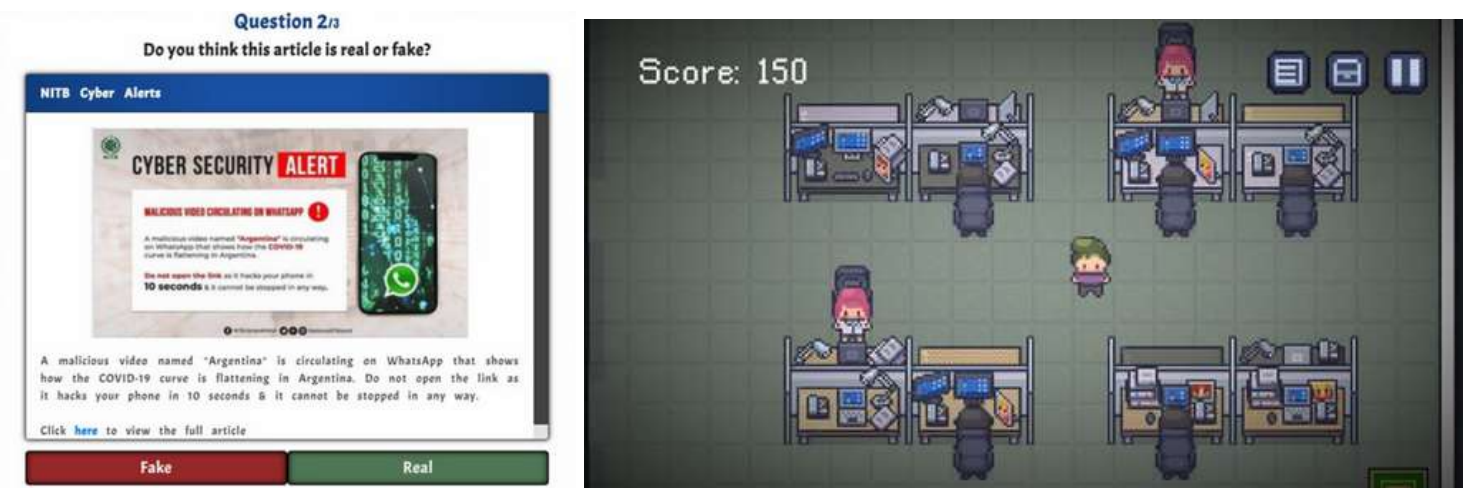 Question 2/3
Do you think this article is real or fake?
NITB Cyber Alerts
NITB
CYBER SECURITY ALERT
MALICIOUS VIDEO CIRCULATING ON WHATSAPP !
A malicious video named "Argentina" is circulating
on WhatsApp that shows how the COVID-19
curve is flattening in Argentina.
Do not open the link as it hacks your phone in
10 seconds & it cannot be stopped in any way.
A malicious video named "Argentina" is circulating on WhatsApp that shows
how the COVID-19 curve is flattening in Argentina. Do not open the link as
it hacks your phone in 10 seconds & it cannot be stopped in any way.
Click here to view the full article
Fake
Real
Score: 150